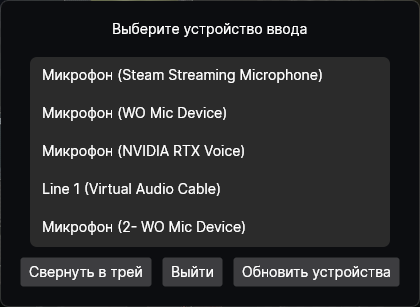 Выберите устройство ввода
Микрофон (Steam Streaming Microphone)
Микрофон (WO Mic Device)
Микрофон (NVIDIA RTX Voice)
Line 1 (Virtual Audio Cable)
Микрофон (2- WO Mic Device)
Свернуть в трей
Выйти
Обновить устройства